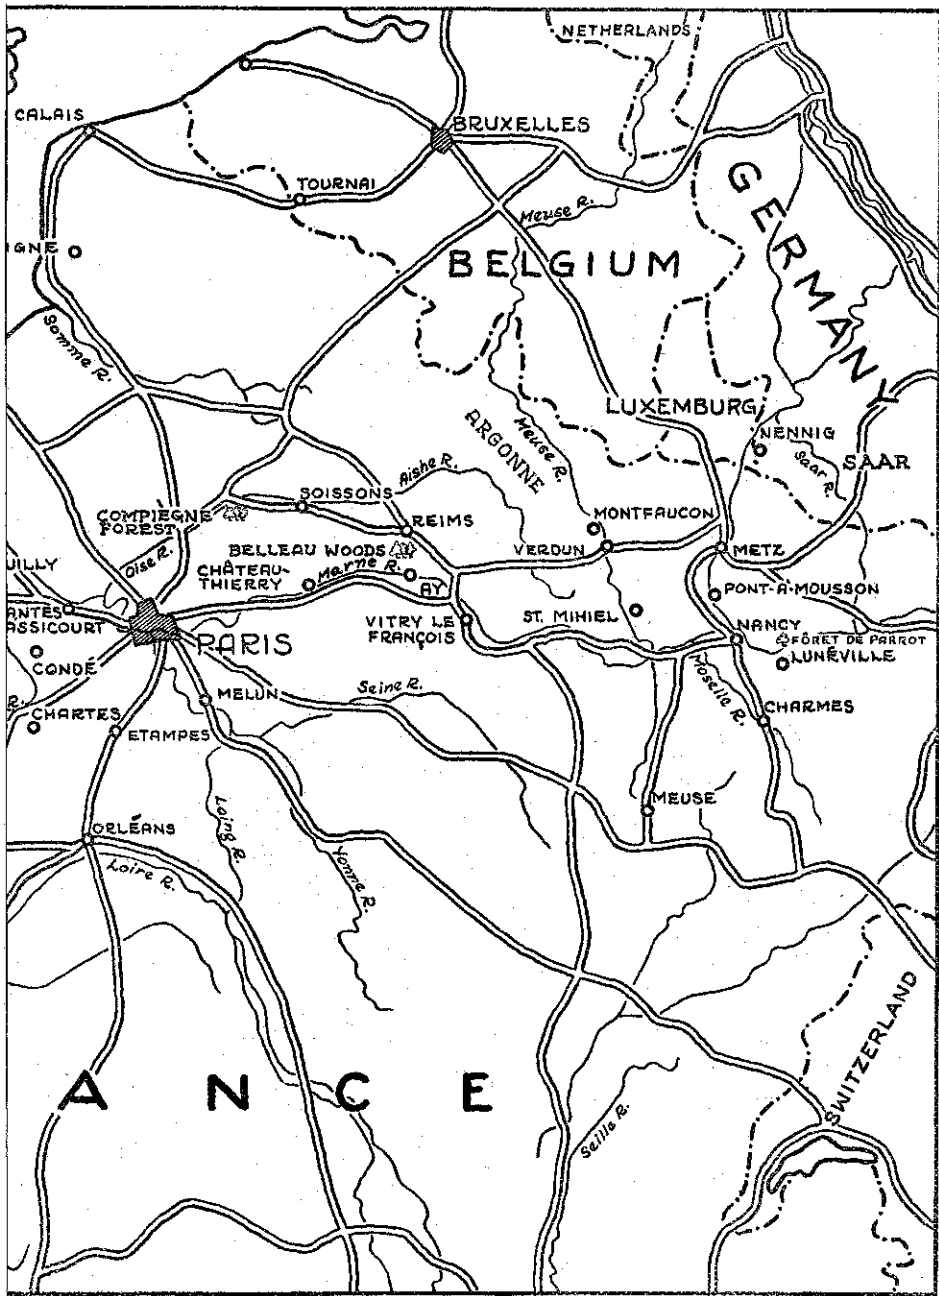 NETHERLANDS
CALAIS
BRUXELLES
TOURNAI
GERMANY
Meuse R.
IGNE
BELGIUM
Somme R.
LUXEMBURG
ARGONNE
Meuse R.
NENNIG
Saar R.
SAAR
Aishe R.
SOISSONS
COMPIEGNE
FOREST
MONTFAUCON
REIMS
Oise R.
BELLEAU WOODS
VERDUN
METZ
UILLY
CHÂTEAU-
THIERRY
Marne R.
AY
PONT-À-MOUSSON
ANTÈS
ASSICOURT
VITRY LE
FRANÇOIS
ST. MIHIEL
NANCY
FÔRET DE PARROT
PARIS
LUNÉVILLE
CONDÉ
Moselle R.
Seine R.
MELUN
R.
CHARTES
CHARMES
ETAMPES
MEUSE
ORLÉANS
Loing R.
Yonne R.
Loire R.
SWITZERLAND
ANCE
Seille R.